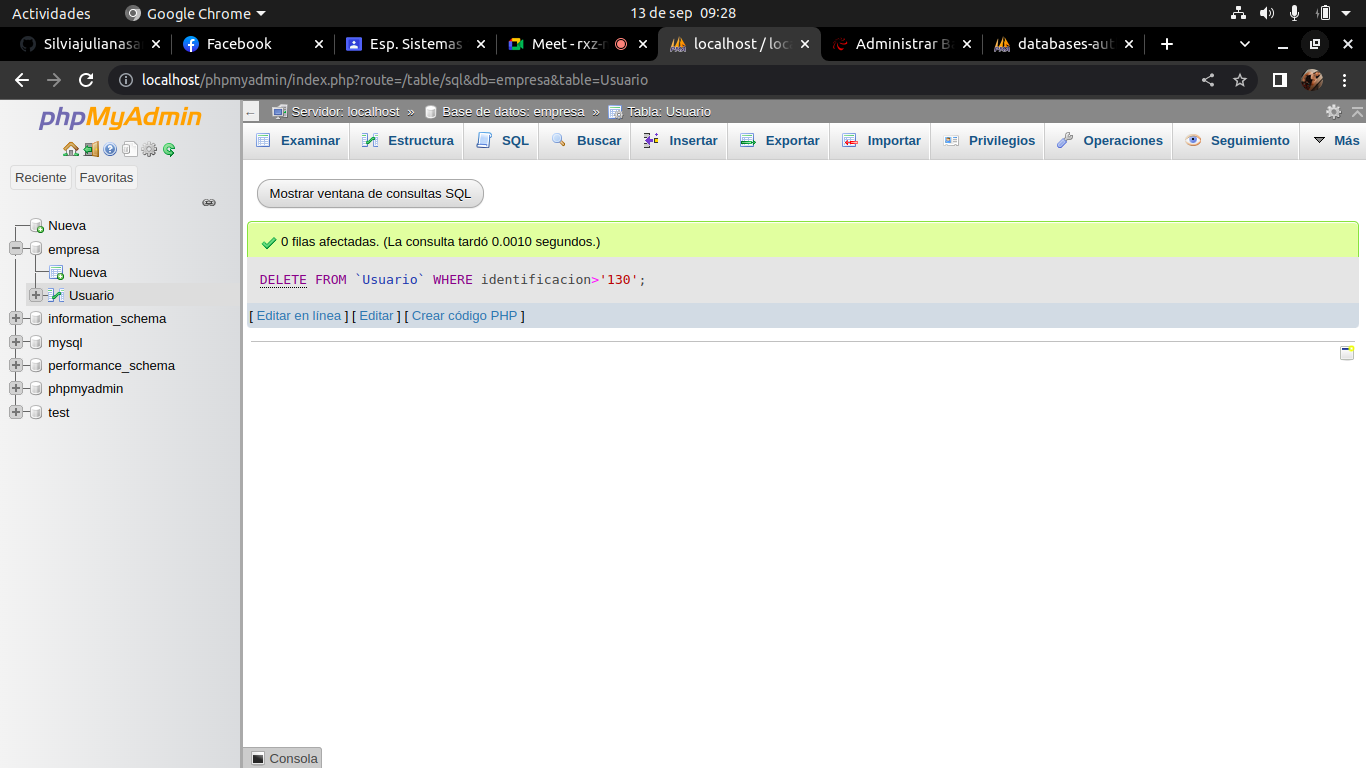 Actividades
Google Chrome
13 de sep 09:28
Silviajulianasa
Facebook
Esp. Sistemas
Meet - rxz-r
localhost / loc
Administrar B
databases-aut
localhost/phpmyadmin/index.php?route=/table/sql&db=empresa&table=Usuario
phpMyAdmin
Reciente
Favoritas
Nueva
empresa
Nueva
Usuario
information_schema
mysql
performance_schema
phpmyadmin
test
Servidor: localhost » Base de datos: empresa » Tabla: Usuario
Examinar Estructura SQL Buscar Insertar Exportar Importar Privilegios Operaciones Seguimiento Más
Mostrar ventana de consultas SQL
0 filas afectadas. (La consulta tardó 0.0010 segundos.)
DELETE FROM `Usuario` WHERE identificacion>'130';
[ Editar en línea ] [ Editar ] [ Crear código PHP ]
Consola